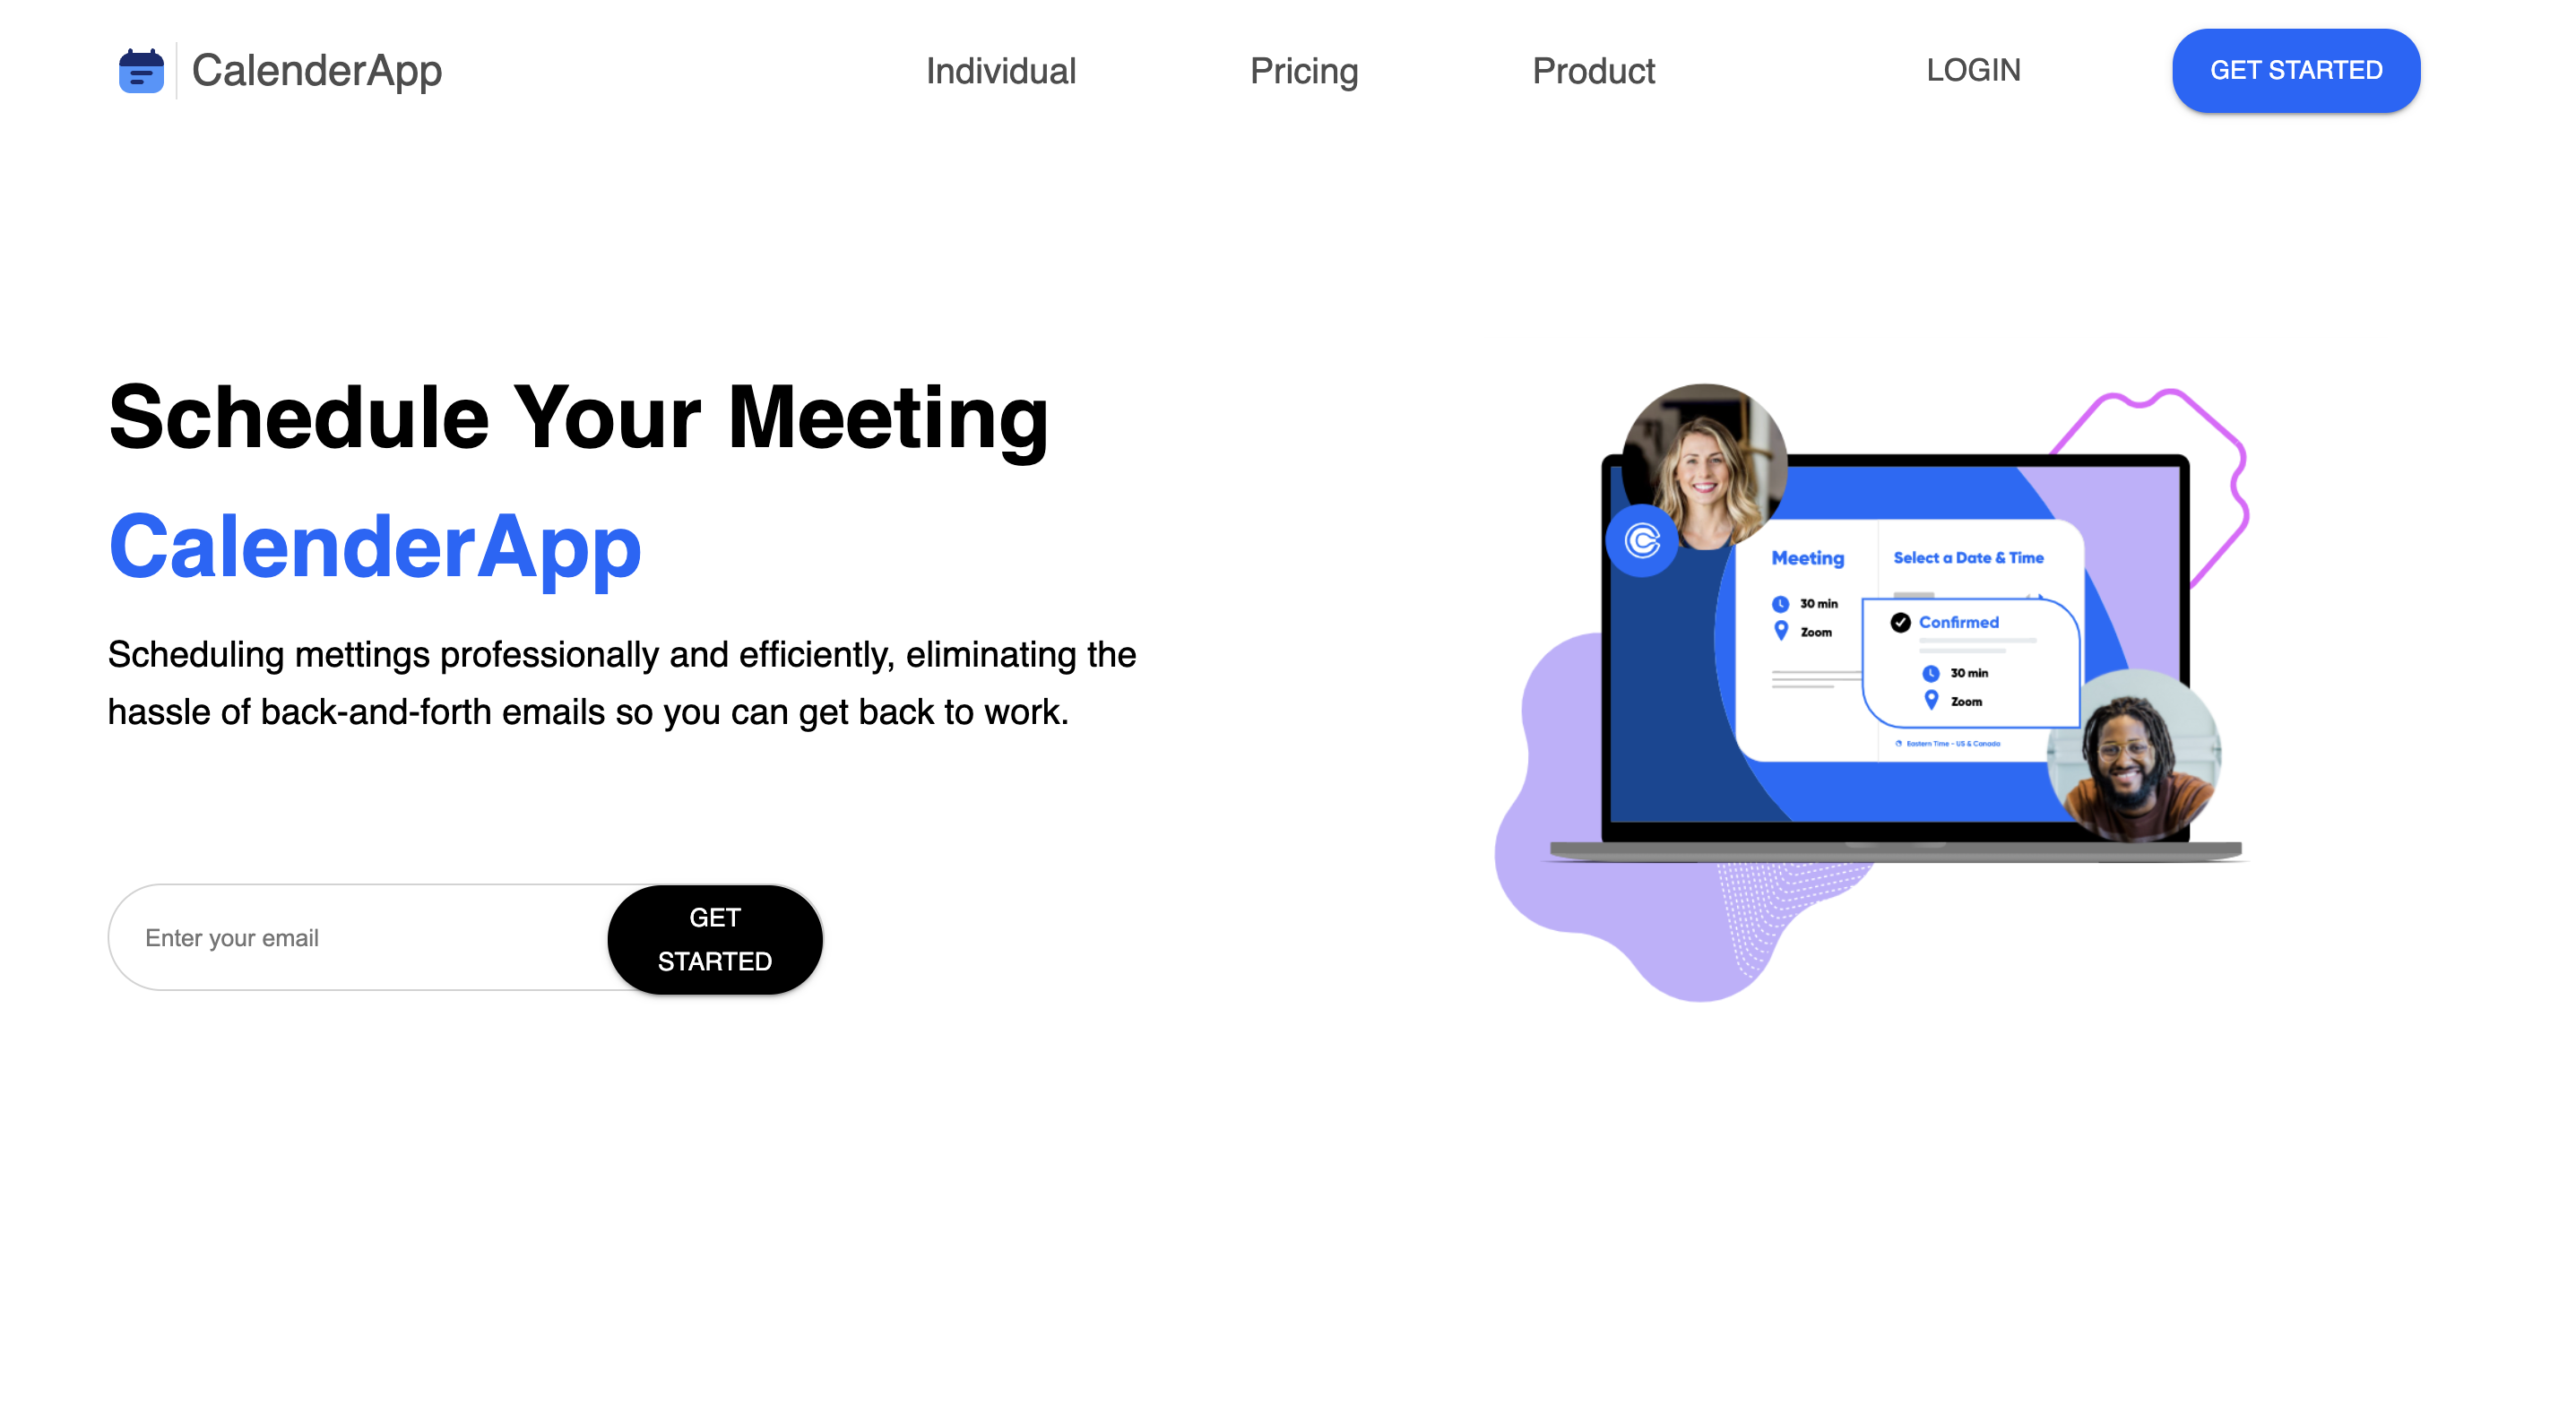 CalenderApp
Individual
Pricing
Product
LOGIN
GET STARTED
Schedule Your Meeting
CalenderApp
Scheduling mettings professionally and efficiently, eliminating the
hassle of back-and-forth emails so you can get back to work.
Enter your email
GET
STARTED
Meeting
30 min
Zoom
Select a Date & Time
Confirmed
30 min
Zoom
Eastern Time - US & Canada